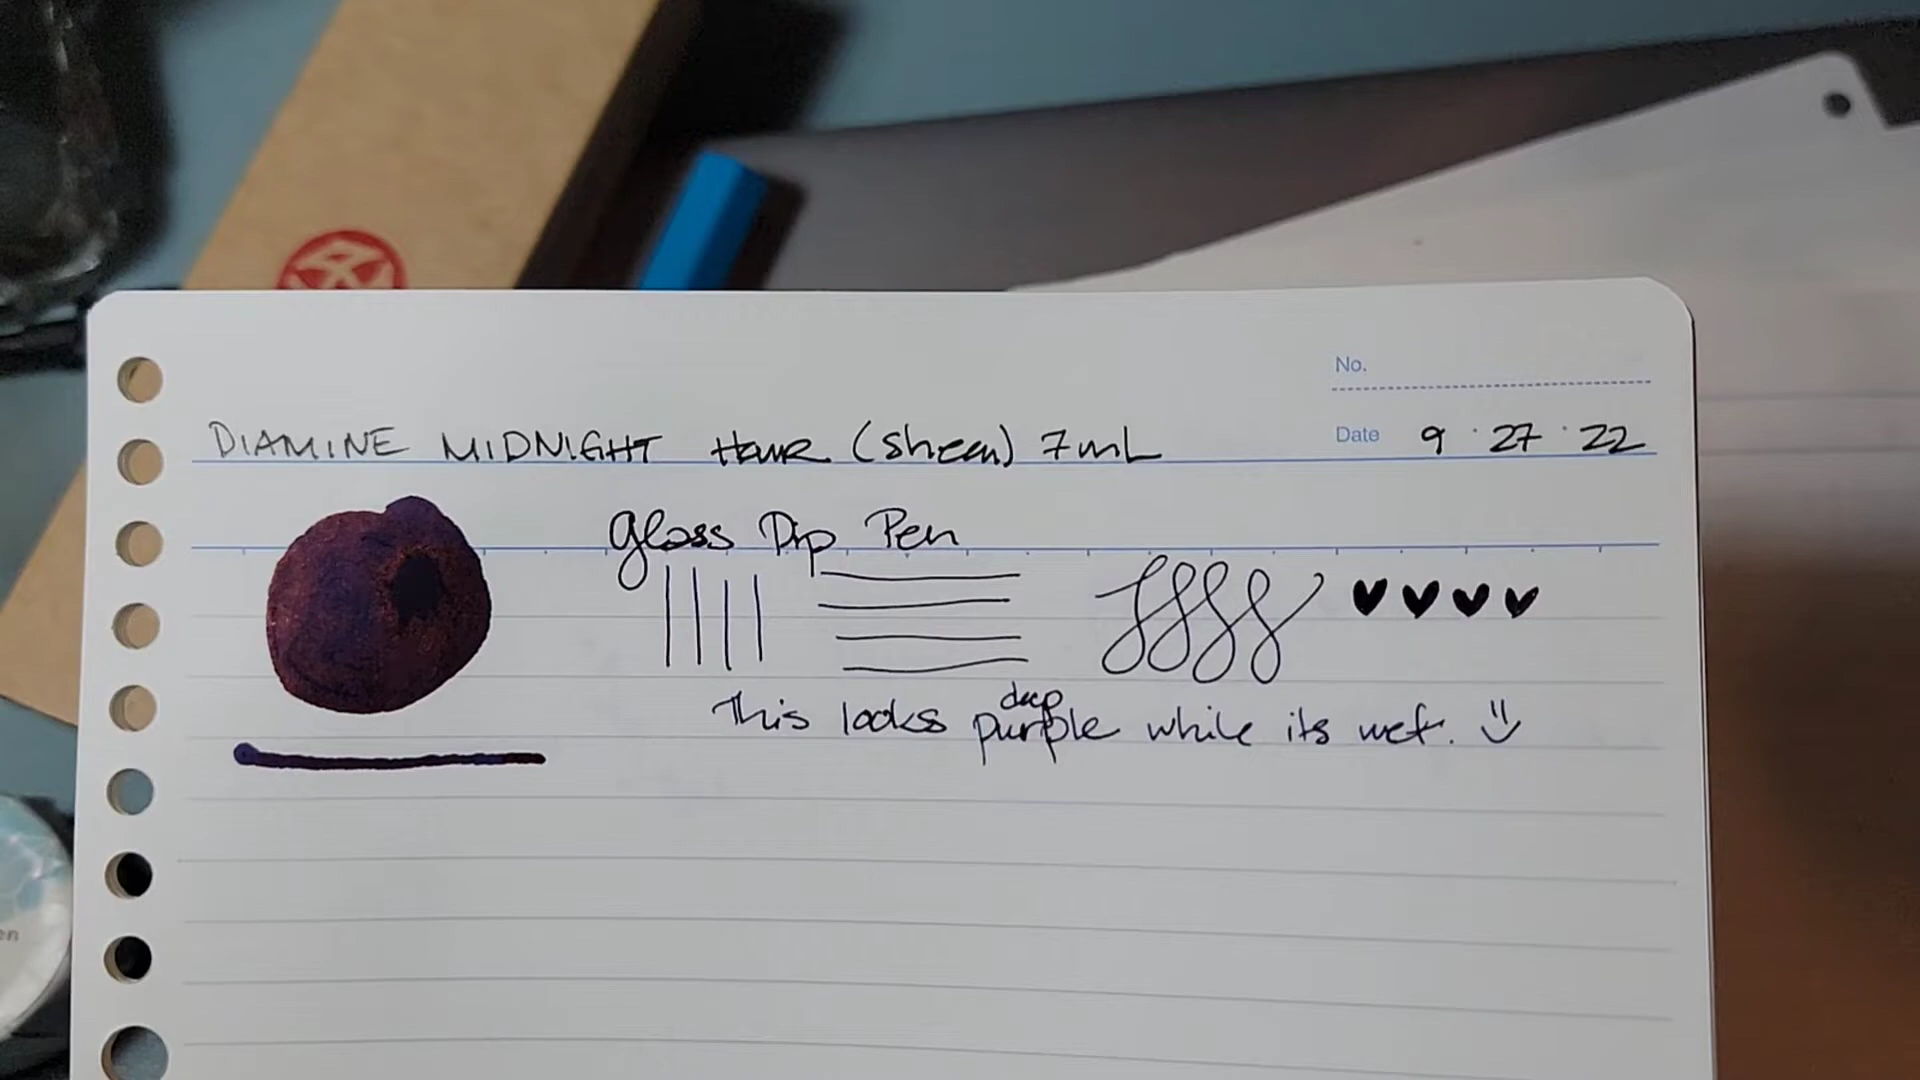 No.
DIAMINE MIDNIGHT HOUR (sheen) 7mL
Date 9 27 22
glass Dip Pen
deep
This looks purple while its wet.
en